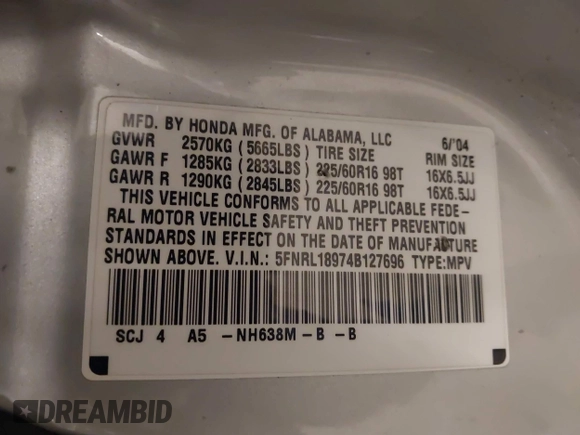 MFD. BY HONDA MFG. OF ALABAMA, LLC 6/'04
GVWR 2570KG (5665LBS) TIRE SIZE RIM SIZE
GAWR F 1285KG (2833LBS) 225/60R16 98T 16X6.5JJ
GAWR R 1290KG (2845LBS) 225/60R16 98T 16X6.5JJ
THIS VEHICLE CONFORMS TO ALL APPLICABLE FEDE-
RAL MOTOR VEHICLE SAFETY AND THEFT PREVENTION
STANDARDS IN EFFECT ON THE DATE OF MANUFACTURE
SHOWN ABOVE. V.I.N.: 5FNRL18974B127696 TYPE:MPV
SCJ 4 A5 -NH638M-B -B
DREAMBID